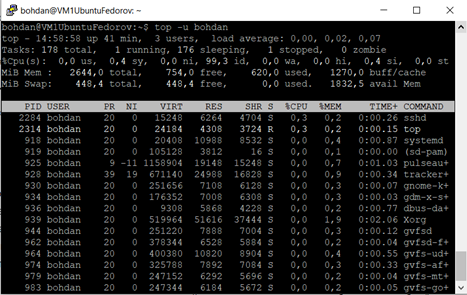 bohdan@VM1UbuntuFedorov: ~
bohdan@VM1UbuntuFedorov:~$ top -u bohdan
top - 14:58:58 up 41 min,  3 users,  load average: 0,00, 0,02, 0,07
Tasks: 178 total,   1 running, 176 sleeping,   1 stopped,   0 zombie
%Cpu(s):  0,0 us,  0,4 sy,  0,0 ni, 99,3 id,  0,0 wa,  0,0 hi,  0,4 si,  0,0 st
MiB Mem :   2644,0 total,    754,0 free,    620,0 used,   1270,0 buff/cache
MiB Swap:    448,4 total,    448,4 free,      0,0 used.   1832,5 avail Mem
PID USER      PR  NI    VIRT    RES    SHR S  %CPU  %MEM     TIME+ COMMAND
2284 bohdan    20   0   15248   6264   4704 S   0,3   0,2   0:00.26 sshd
2314 bohdan    20   0   24184   4308   3724 R   0,3   0,2   0:00.15 top
918 bohdan    20   0   20408  10988   8532 S   0,0   0,4   0:00.87 systemd
919 bohdan    20   0  105128   3812     16 S   0,0   0,1   0:00.00 (sd-pam)
925 bohdan     9 -11 1158904  19148  15248 S   0,0   0,7   0:01.03 pulseau+
928 bohdan    39  19  671140  24988  16828 S   0,0   0,9   0:00.34 tracker+
930 bohdan    20   0  251656   7108   6128 S   0,0   0,3   0:00.07 gnome-k+
934 bohdan    20   0  176352   7008   6308 S   0,0   0,3   0:00.03 gdm-x-s+
936 bohdan    20   0    9308   5868   4228 S   0,0   0,2   0:00.77 dbus-da+
939 bohdan    20   0  519964  51616  37444 S   0,0   1,9   0:02.06 Xorg
944 bohdan    20   0  251220   7888   7004 S   0,0   0,3   0:00.12 gvfsd
962 bohdan    20   0  378344   6528   5884 S   0,0   0,2   0:00.04 gvfsd-f+
964 bohdan    20   0  400380  10820   8904 S   0,0   0,4   0:00.55 gvfs-ud+
974 bohdan    20   0  325788   7892   7084 S   0,0   0,3   0:00.33 gvfs-af+
979 bohdan    20   0  247152   6292   5696 S   0,0   0,2   0:00.04 gvfs-mt+
983 bohdan    20   0  247344   6184   5672 S   0,0   0,2   0:00.06 gvfs-go+